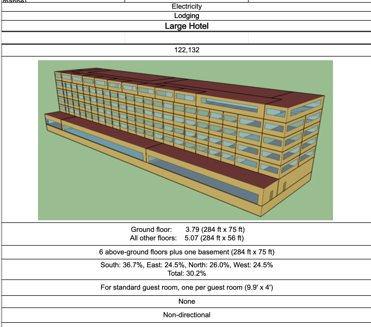 Electricity
Lodging
Large Hotel
122,132
Ground floor: 3.79 (284 ft x 75 ft)
All other floors: 5.07 (284 ft x 56 ft)
6 above-ground floors plus one basement (284 ft x 75 ft)
South: 36.7%, East: 24.5%, North: 26.0%, West: 24.5%
Total: 30.2%
For standard guest room, one per guest room (9.9' x 4')
None
Non-directional